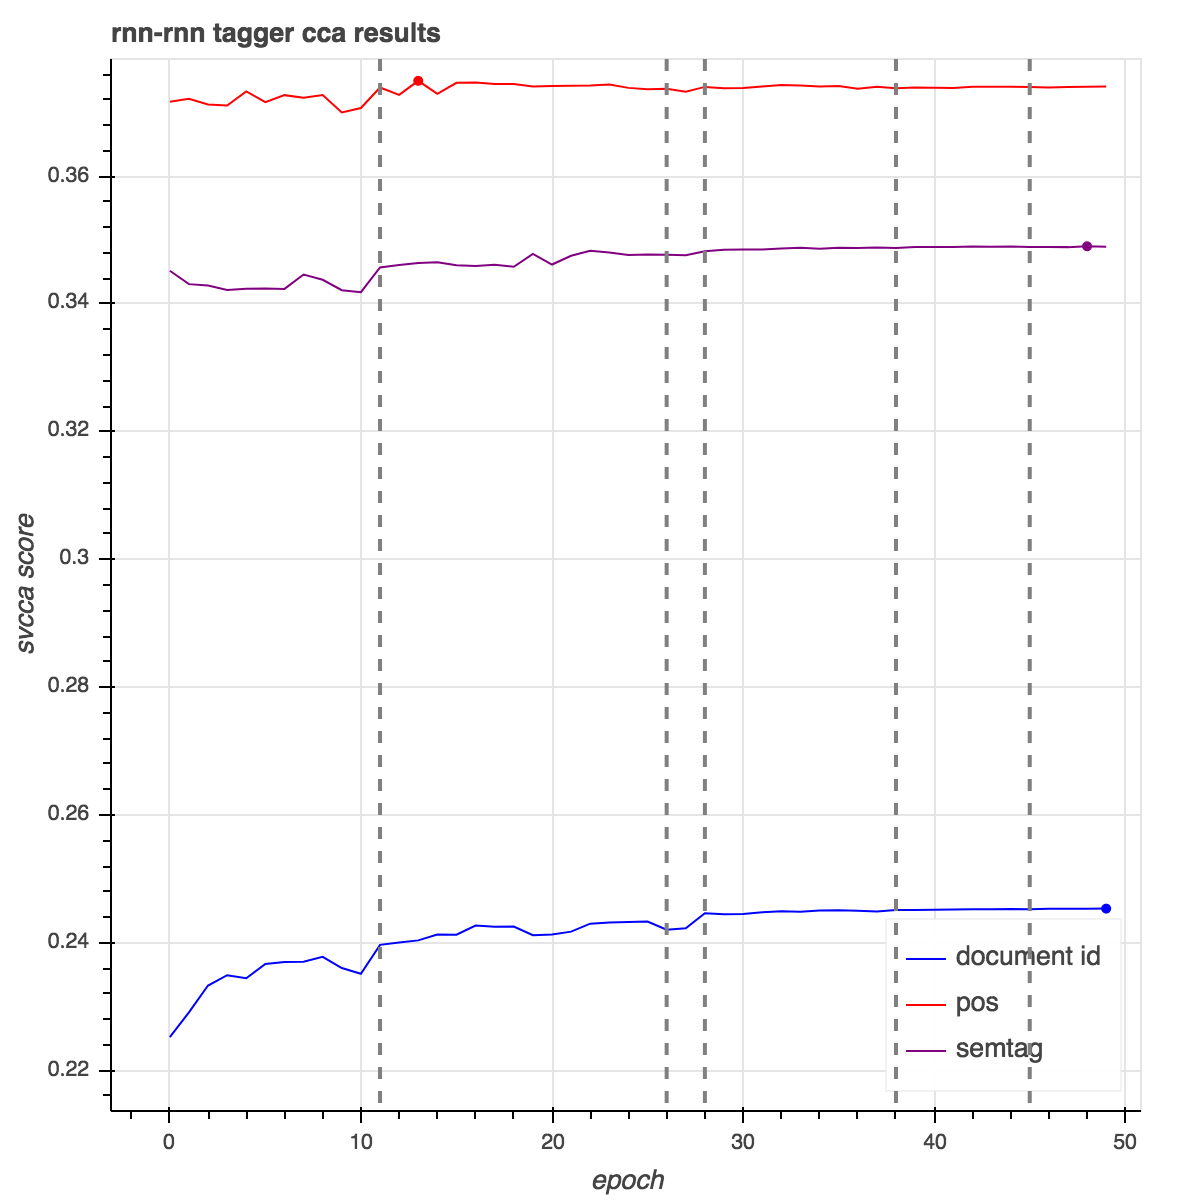 rnn-rnn tagger cca results
0.36
0.34
0.32
0.3
0.28
0.26
0.24
0.22
svcca score
document id
pos
semtag
0 10 20 30 40 50
epoch